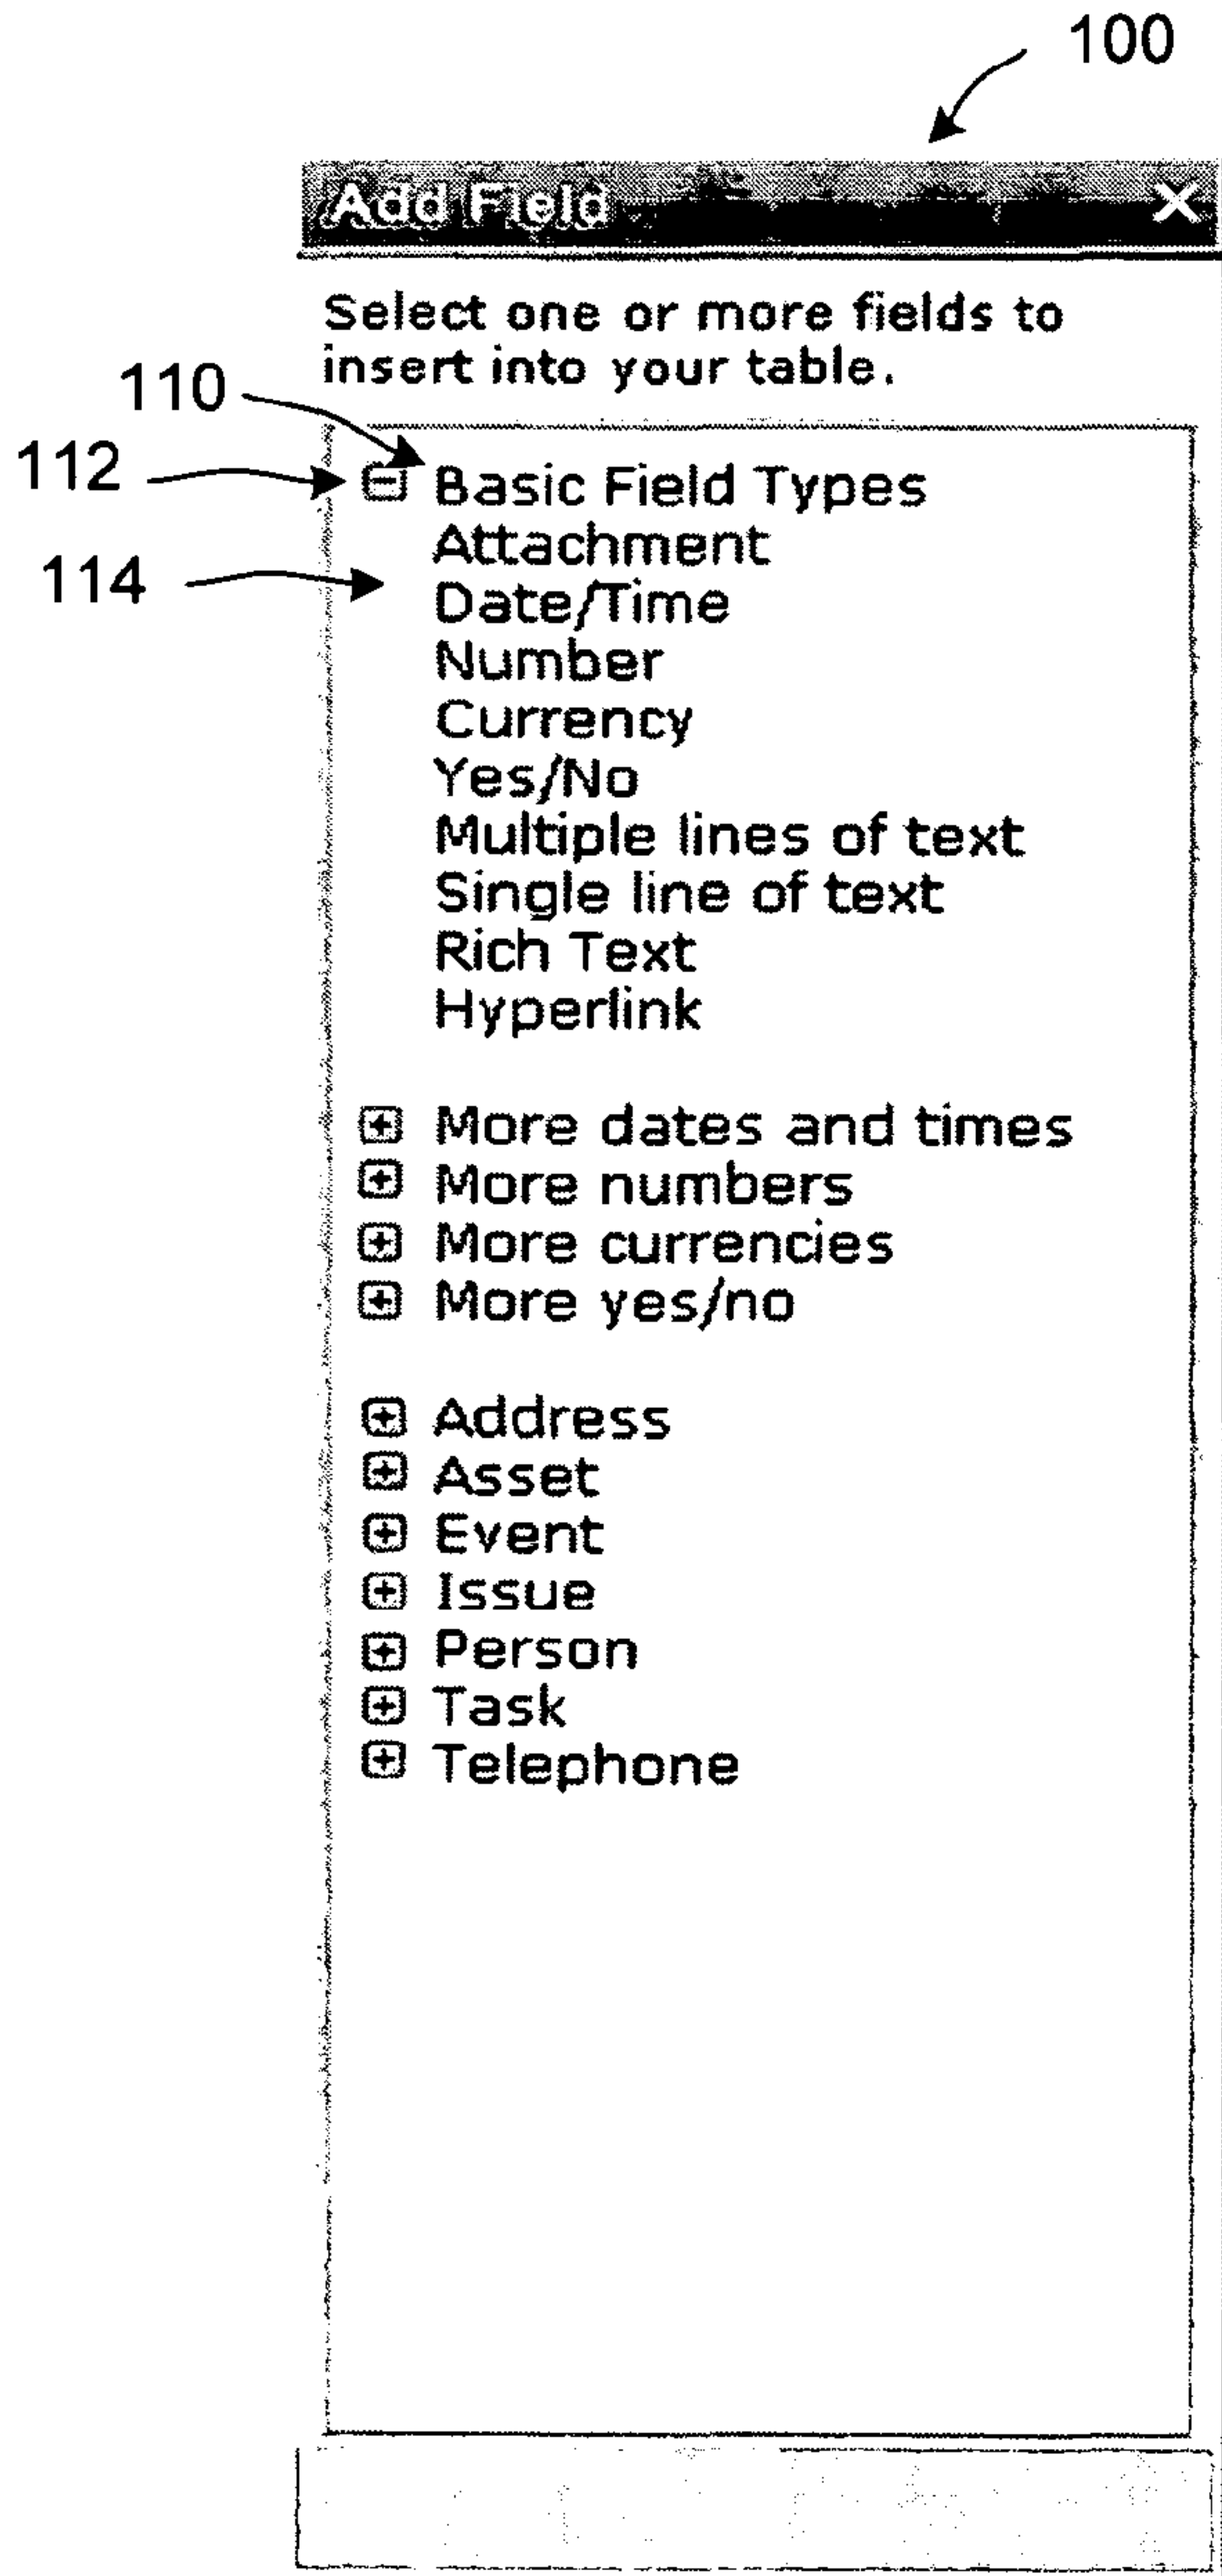 100
Add Field
Select one or more fields to
insert into your table.
110
112
Basic Field Types
Attachment
114
Date/Time
Number
Currency
Yes/No
Multiple lines of text
Single line of text
Rich Text
Hyperlink
More dates and times
More numbers
More currencies
More yes/no
Address
Asset
Event
Issue
Person
Task
Telephone